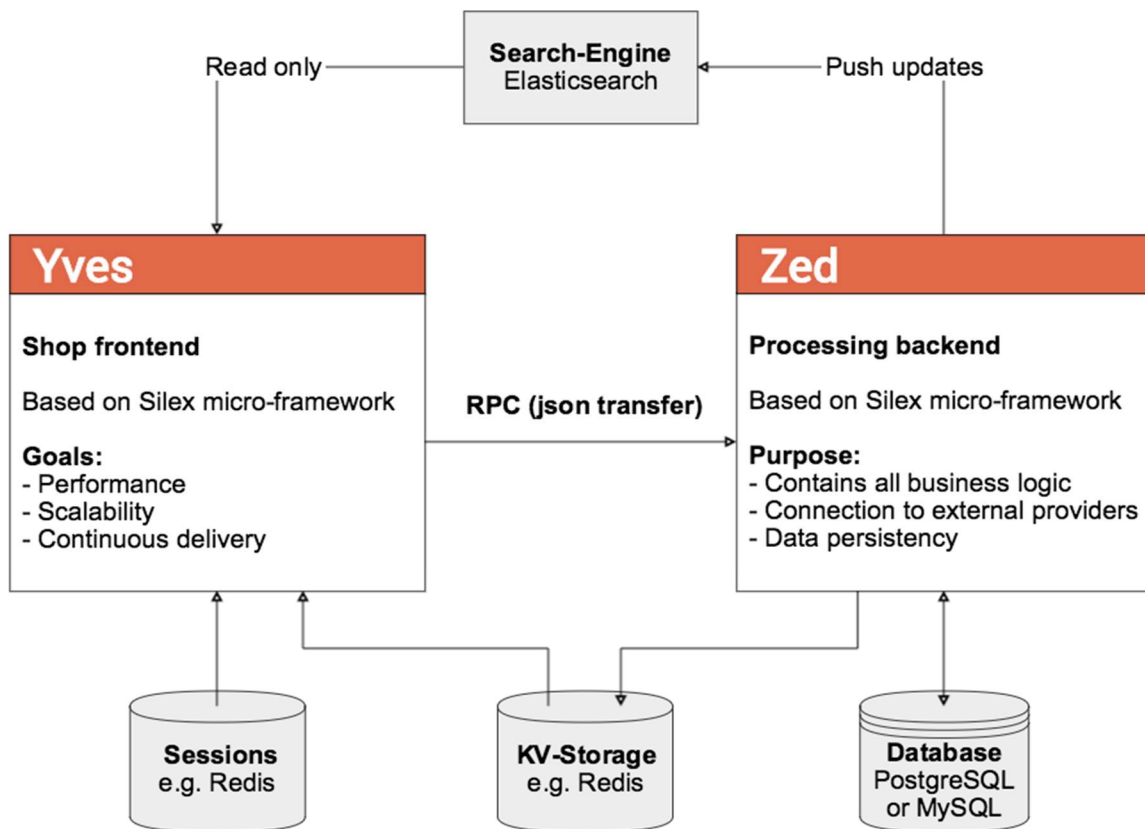 Search-Engine
Elasticsearch
Read only
Push updates
Yves
Shop frontend
Based on Silex micro-framework
Goals:
- Performance
- Scalability
- Continuous delivery
RPC (json transfer)
Zed
Processing backend
Based on Silex micro-framework
Purpose:
- Contains all business logic
- Connection to external providers
- Data persistency
Sessions
e.g. Redis
KV-Storage
e.g. Redis
Database
PostgreSQL
or MySQL